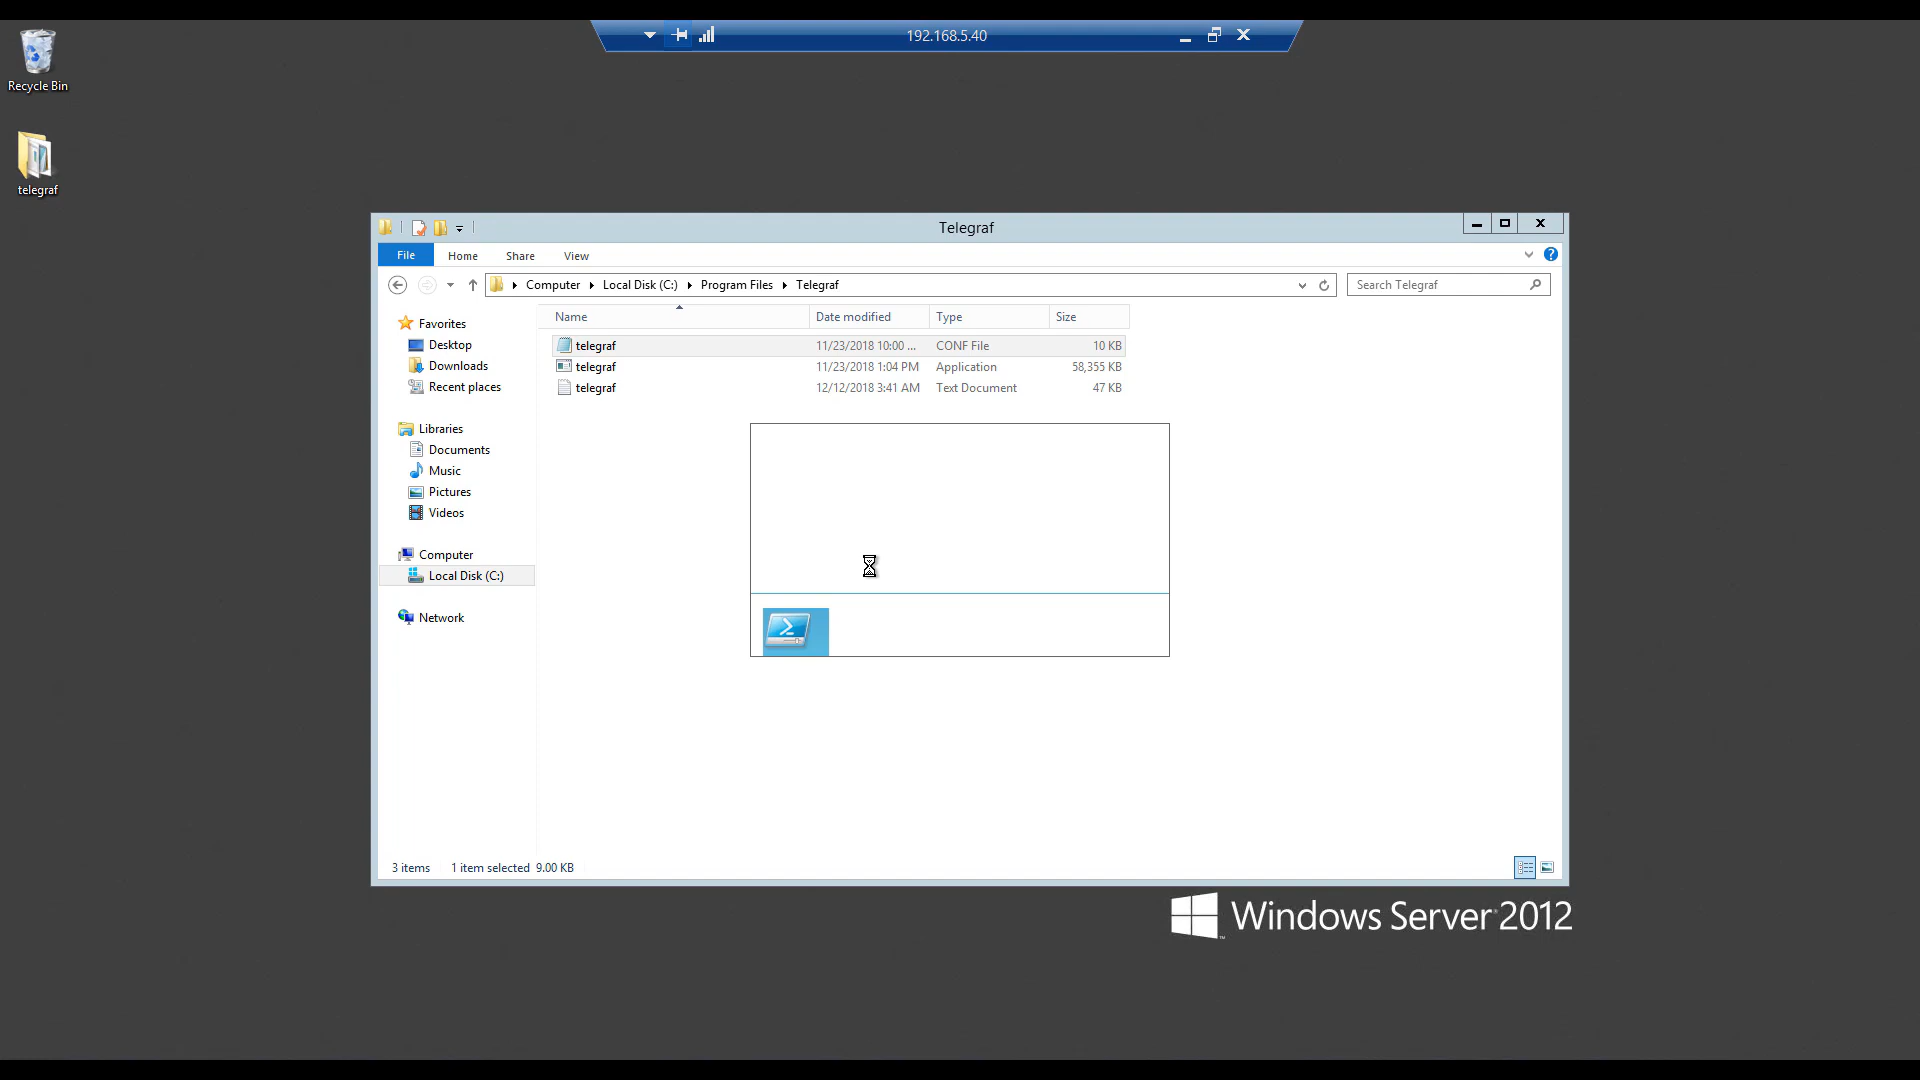 192.168.5.40
Recycle Bin
telegraf
Telegraf
File Home Share View
Computer Local Disk (C:) Program Files Telegraf
Search Telegraf
Name Date modified Type Size
telegraf 11/23/2018 10:00 ... CONF File 10 KB
telegraf 11/23/2018 1:04 PM Application 58,355 KB
telegraf 12/12/2018 3:41 AM Text Document 47 KB
Favorites
Desktop
Downloads
Recent places
Libraries
Documents
Music
Pictures
Videos
Computer
Local Disk (C:)
Network
3 items 1 item selected 9.00 KB
Windows Server 2012